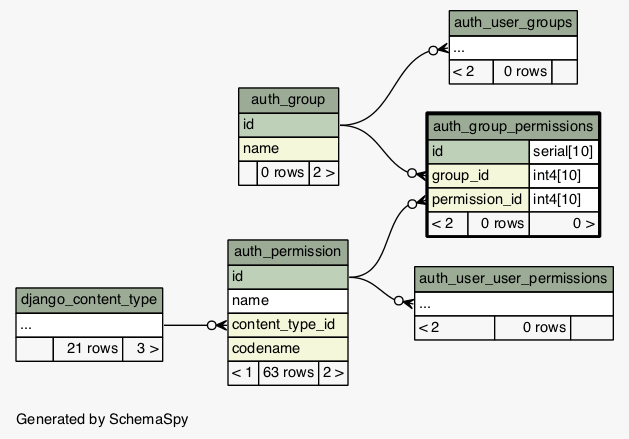 auth_user_groups
...
< 2 0 rows
auth_group
id
name
0 rows 2 >
auth_group_permissions
id serial[10]
group_id int4[10]
permission_id int4[10]
< 2 0 rows 0 >
auth_permission
id
name
content_type_id
codename
< 1 63 rows 2 >
auth_user_user_permissions
...
< 2 0 rows
django_content_type
...
21 rows 3 >
Generated by SchemaSpy